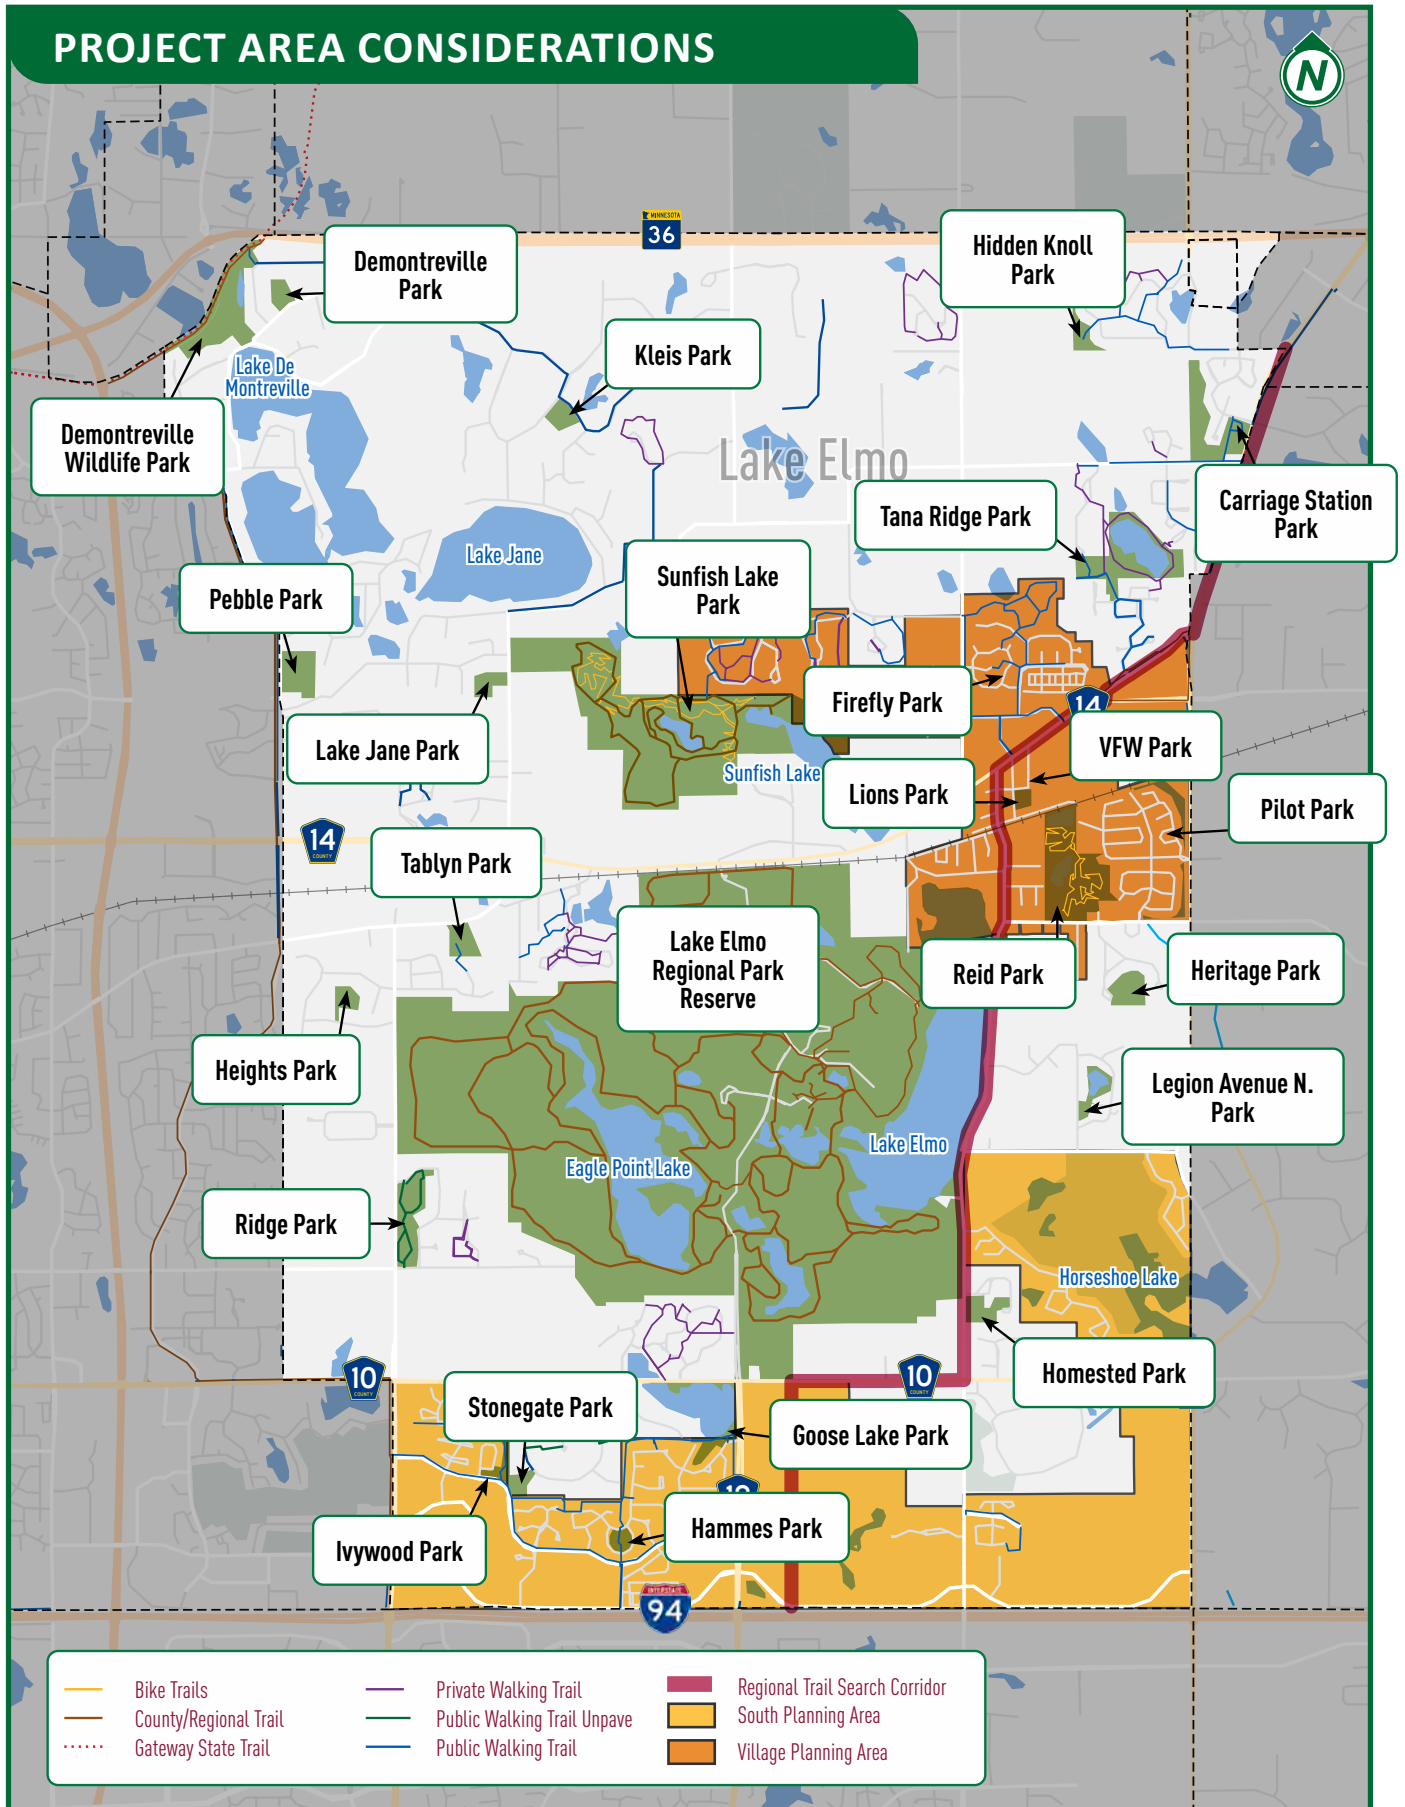 PROJECT AREA CONSIDERATIONS
N
MINNESOTA
36
Hidden Knoll
Park
Demontreville
Park
Kleis Park
Lake De
Montreville
Demontreville
Wildlife Park
Lake Elmo
Carriage Station
Park
Tana Ridge Park
Lake Jane
Sunfish Lake
Park
Pebble Park
Firefly Park
14
VFW Park
Lake Jane Park
Sunfish Lake
Lions Park
Pilot Park
14
COUNTY
Tablyn Park
Lake Elmo
Regional Park
Reserve
Reid Park
Heritage Park
Heights Park
Legion Avenue N.
Park
Lake Elmo
Eagle Point Lake
Ridge Park
Horseshoe Lake
Homested Park
10
COUNTY
10
COUNTY
Stonegate Park
Goose Lake Park
Hammes Park
Ivywood Park
INTERSTATE
94
Bike Trails
County/Regional Trail
Gateway State Trail
Private Walking Trail
Public Walking Trail Unpave
Public Walking Trail
Regional Trail Search Corridor
South Planning Area
Village Planning Area